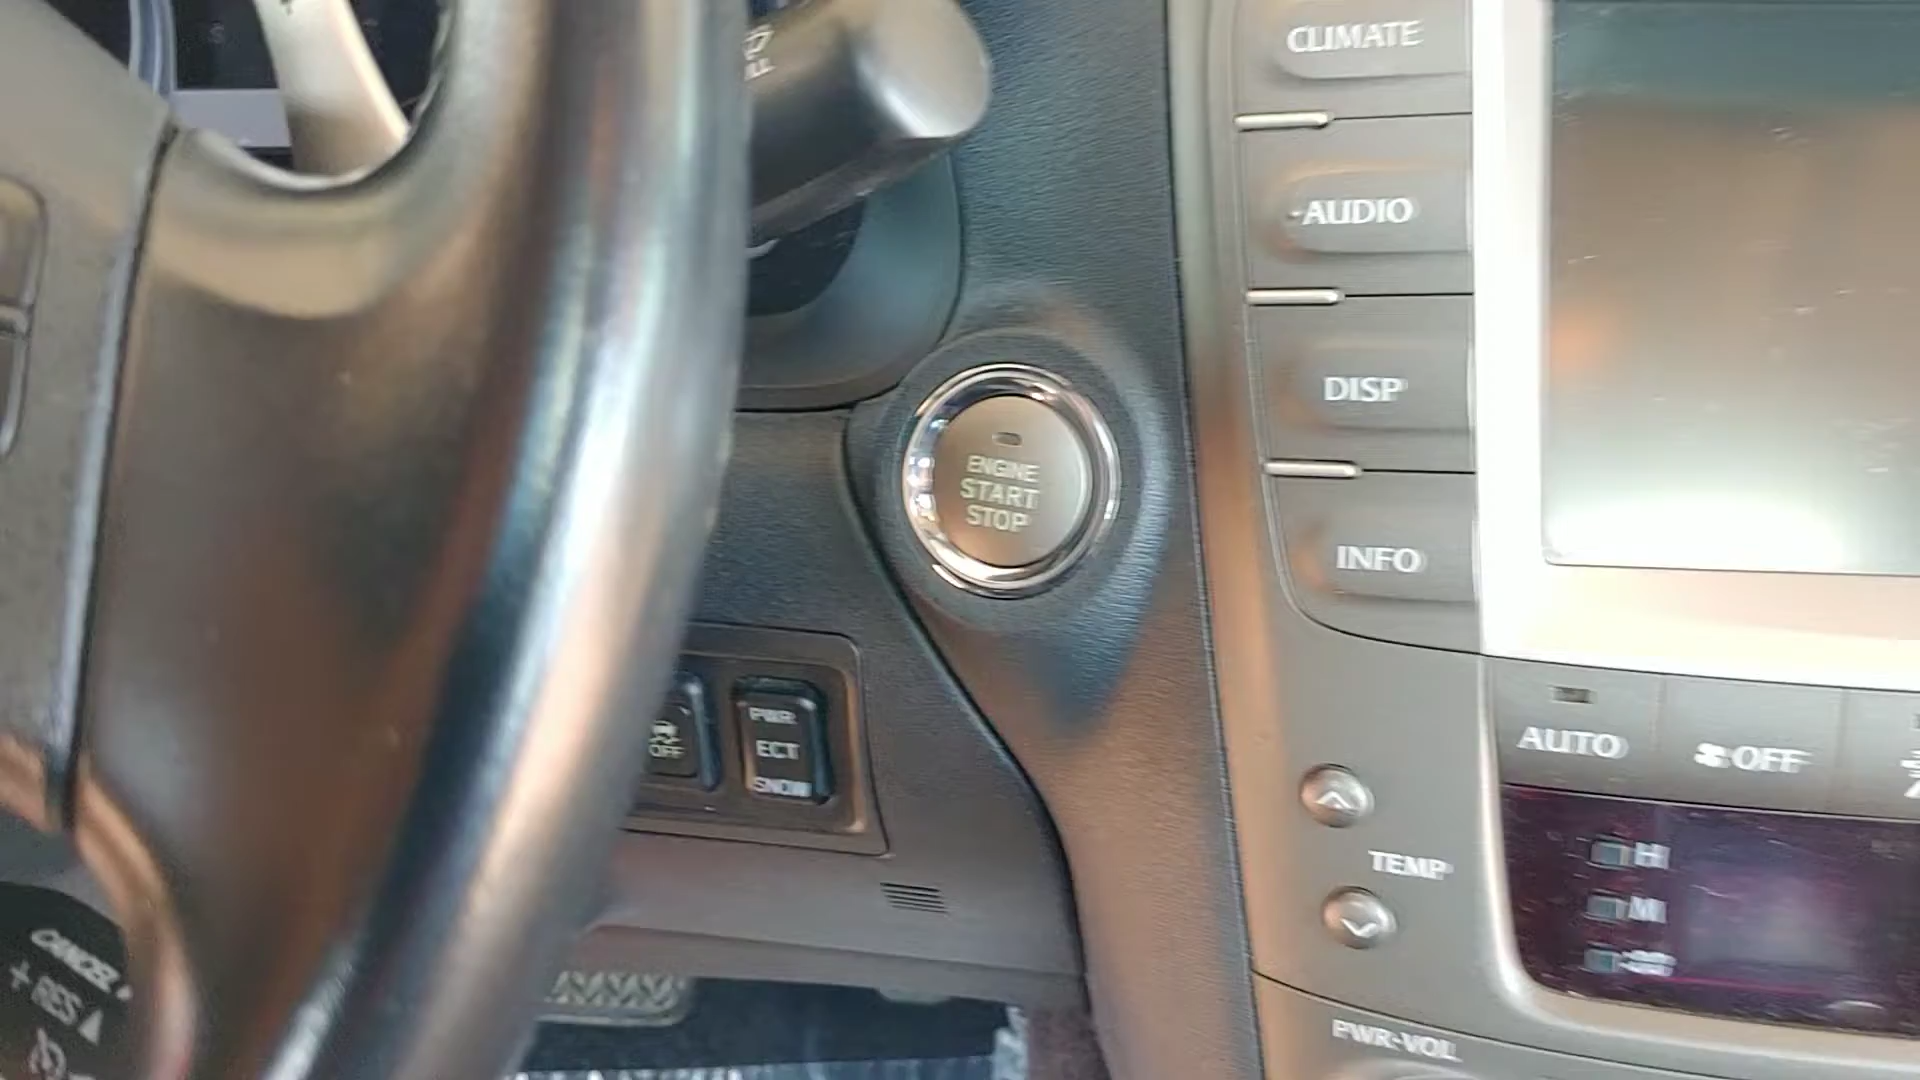 CLIMATE
AUDIO
DISP
INFO
ENGINE
START
STOP
OFF
PWR
ECT
SNOW
AUTO
OFF
TEMP
H
M
CANCEL
+ RES
PWR·VOL